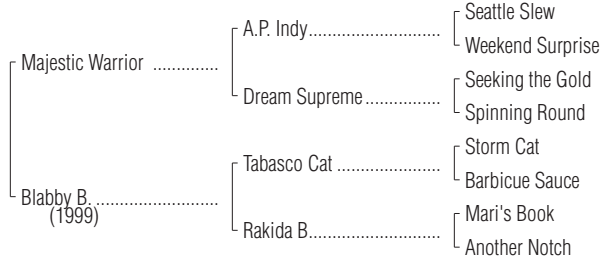 Seattle Slew
A.P. Indy..............................
Weekend Surprise
Majestic Warrior ...............
Seeking the Gold
Dream Supreme.................
Spinning Round
Storm Cat
Tabasco Cat .......................
Barbicue Sauce
Blabby B. ...........................
(1999)
Mari's Book
Rakida B..............................
Another Notch